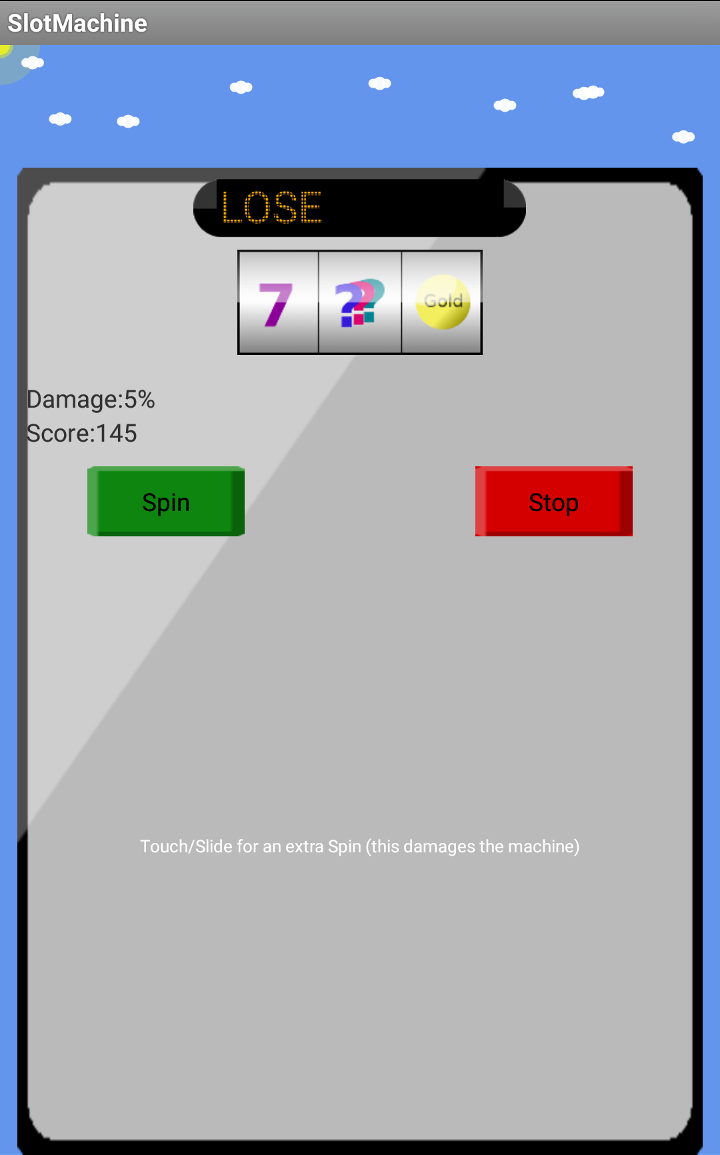 SlotMachine
LOSE
7 ??? Gold
Damage:5%
Score:145
Spin Stop
Touch/Slide for an extra Spin (this damages the machine)